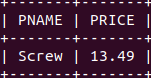 | PNAME | PRICE |
+-------+-------+
| Screw | 13.49 |
+-------+-------+